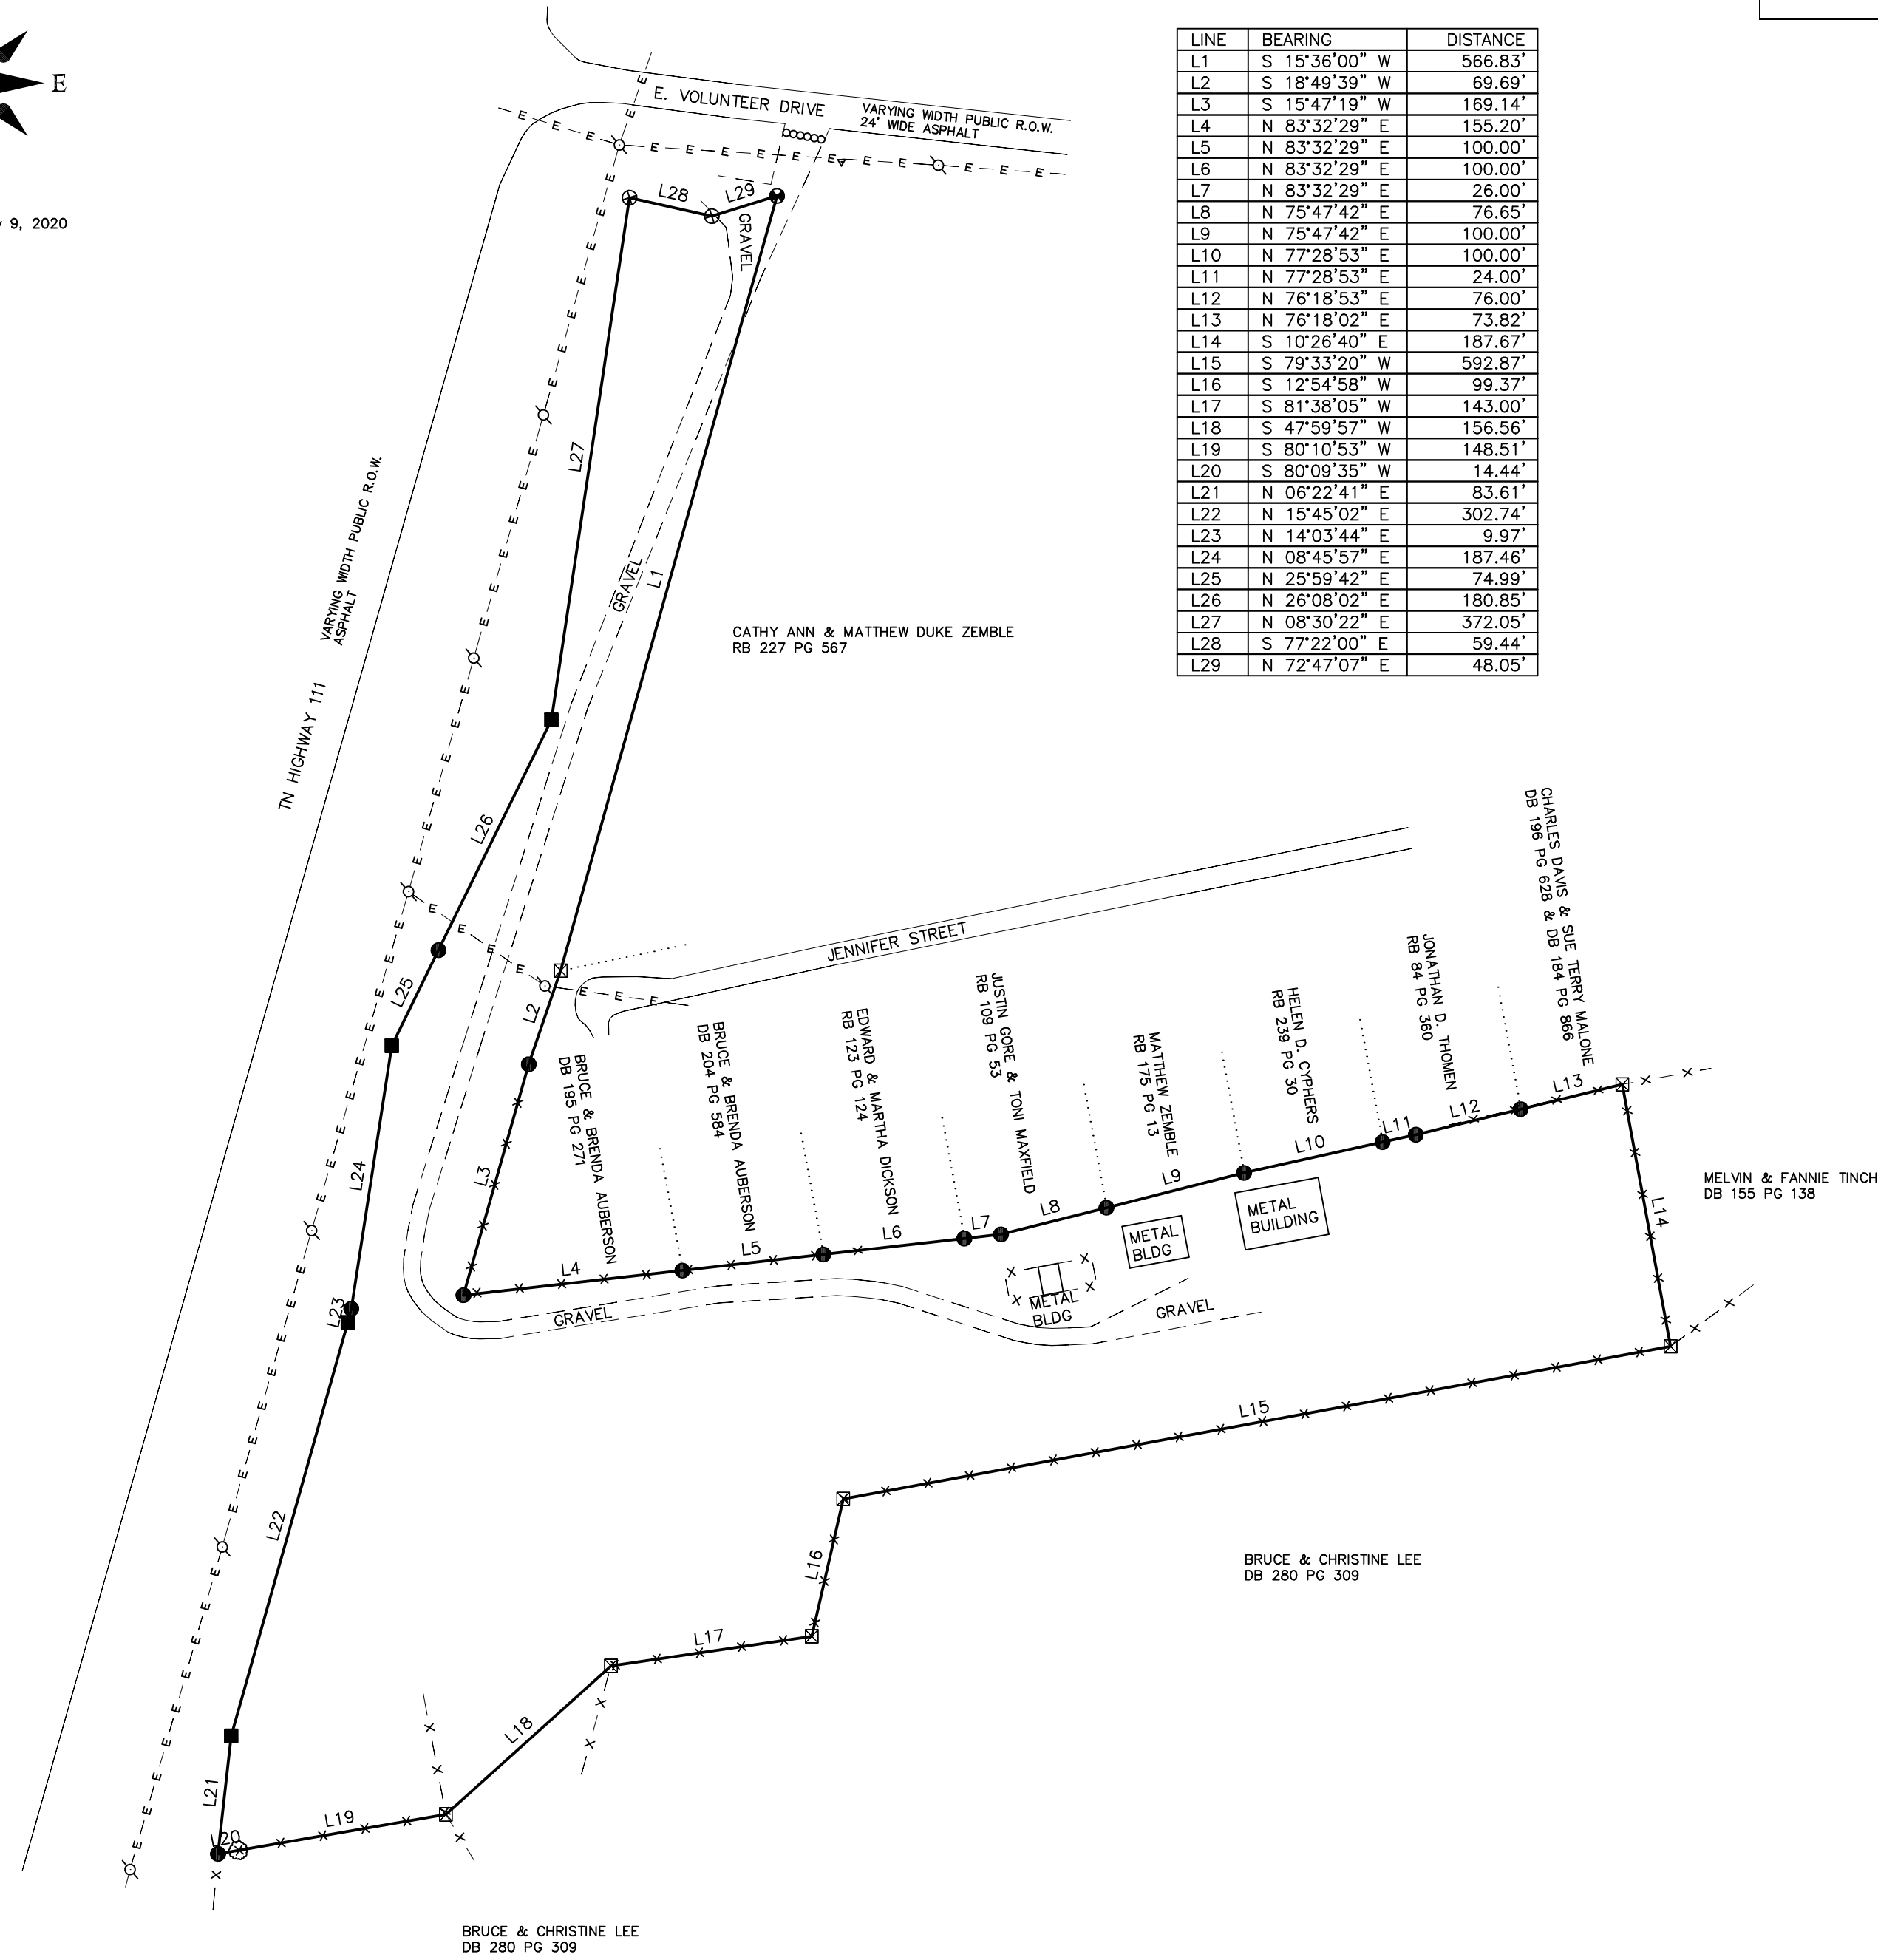 E
9, 2020
E. VOLUNTEER DRIVE
VARYING WIDTH PUBLIC R.O.W.
24' WIDE ASPHALT
LINE BEARING DISTANCE
L1 S 15°36'00" W 566.83'
L2 S 18°49'39" W 69.69'
L3 S 15°47'19" W 169.14'
L4 N 83°32'29" E 155.20'
L5 N 83°32'29" E 100.00'
L6 N 83°32'29" E 100.00'
L7 N 83°32'29" E 26.00'
L8 N 75°47'42" E 76.65'
L9 N 75°47'42" E 100.00'
L10 N 77°28'53" E 100.00'
L11 N 77°28'53" E 24.00'
L12 N 76°18'53" E 76.00'
L13 N 76°18'02" E 73.82'
L14 S 10°26'40" E 187.67'
L15 S 79°33'20" W 592.87'
L16 S 12°54'58" W 99.37'
L17 S 81°38'05" W 143.00'
L18 S 47°59'57" W 156.56'
L19 S 80°10'53" W 148.51'
L20 S 80°09'35" W 14.44'
L21 N 06°22'41" E 83.61'
L22 N 15°45'02" E 302.74'
L23 N 14°03'44" E 9.97'
L24 N 08°45'57" E 187.46'
L25 N 25°59'42" E 74.99'
L26 N 26°08'02" E 180.85'
L27 N 08°30'22" E 372.05'
L28 S 77°22'00" E 59.44'
L29 N 72°47'07" E 48.05'
L28
L29
GRAVEL
L27
L1
GRAVEL
VARYING WIDTH PUBLIC R.O.W.
ASPHALT
TN HIGHWAY 111
CATHY ANN & MATTHEW DUKE ZEMBLE
RB 227 PG 567
L26
L25
L2
JENNIFER STREET
CHARLES DAVIS & SUE TERRY MALONE
DB 196 PG 628 & DB 184 PG 866
JONATHAN D. THOMEN
RB 84 PG 360
HELEN D. CYPHERS
RB 239 PG 30
MATTHEW ZEMBLE
RB 175 PG 13
JUSTIN GORE & TONI MAXFIELD
RB 109 PG 53
EDWARD & MARTHA DICKSON
RB 123 PG 124
BRUCE & BRENDA AUBERSON
DB 204 PG 584
BRUCE & BRENDA AUBERSON
DB 195 PG 271
L3
L4
L5
L6
L7
L8
L9
L10
L11
L12
L13
L14
MELVIN & FANNIE TINCH
DB 155 PG 138
METAL
BUILDING
METAL
BLDG
METAL
BLDG
GRAVEL
GRAVEL
L24
L23
L15
L22
L16
L17
L18
BRUCE & CHRISTINE LEE
DB 280 PG 309
L21
L19
L20
BRUCE & CHRISTINE LEE
DB 280 PG 309